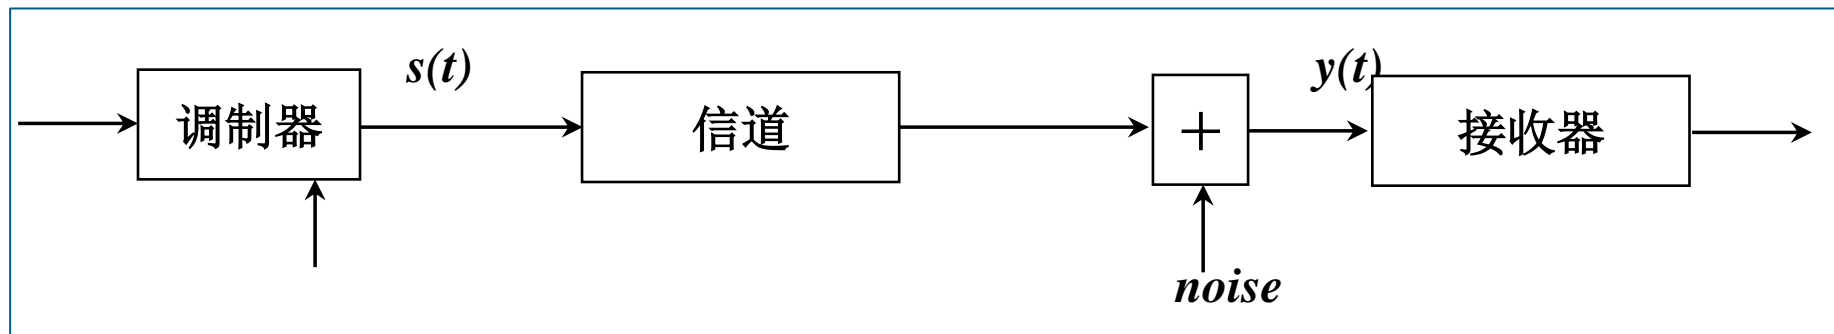 s(t)
y(t)
调制器
信道
+
接收器
noise